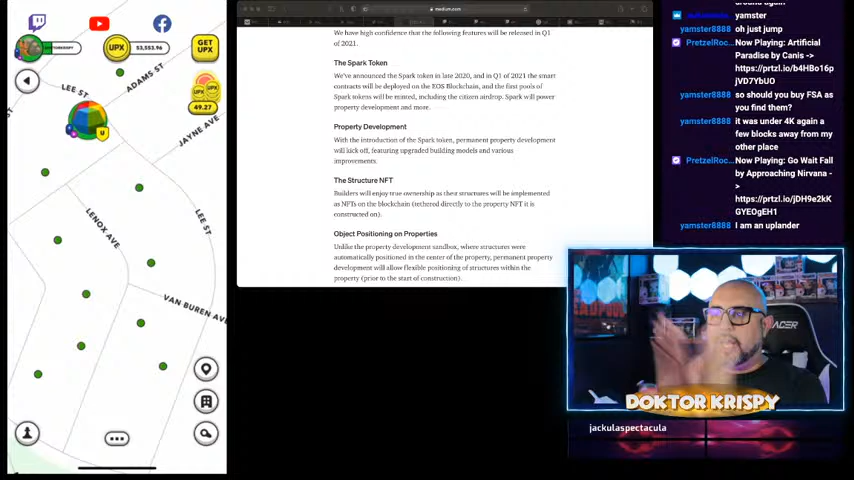 UPX
53,553.96
GET
UPX
UPX
UPX
49.27
U
ADAMS ST
LEE ST
JAYNE AVE
LENOX AVE
LEE ST
VAN BUREN AVE
medium.com
We have high confidence that the following features will be released in Q1
of 2021.
The Spark Token
We've announced the Spark token in late 2020, and in Q1 of 2021 the smart
contracts will be deployed on the EOS Blockchain, and the first pools of
Spark tokens will be minted, including the citizen airdrop. Spark will power
property development and more.
Property Development
With the introduction of the Spark token, permanent property development
will kick off, featuring upgraded building models and various
improvements.
The Structure NFT
Builders will enjoy true ownership as their structures will be implemented
as NFTs on the blockchain (tethered directly to the property NFT it is
constructed on).
Object Positioning on Properties
Unlike the property development sandbox, where structures were
automatically positioned in the center of the property, permanent property
development will allow flexible positioning of structures within the
property (prior to the start of construction).
yamster
yamster8888 oh just jump
PretzelRoc... Now Playing: Artificial
Paradise by Canls ->
https://prtzl.io/b4HBo16p
jVD7YbUO
yamster8888 so should you buy FSA as
you find them?
yamster8888 it was under 4K again a
few blocks away from my
other place
PretzelRoc... Now Playing: Go Wait Fall
by Approaching Nirvana -
>
https://prtzl.io/jDH9e2kK
GYEOgEH1
yamster8888 I am an uplander
DEADPOOL
ACER
DOKTOR KRISPY
jackulaspectacula